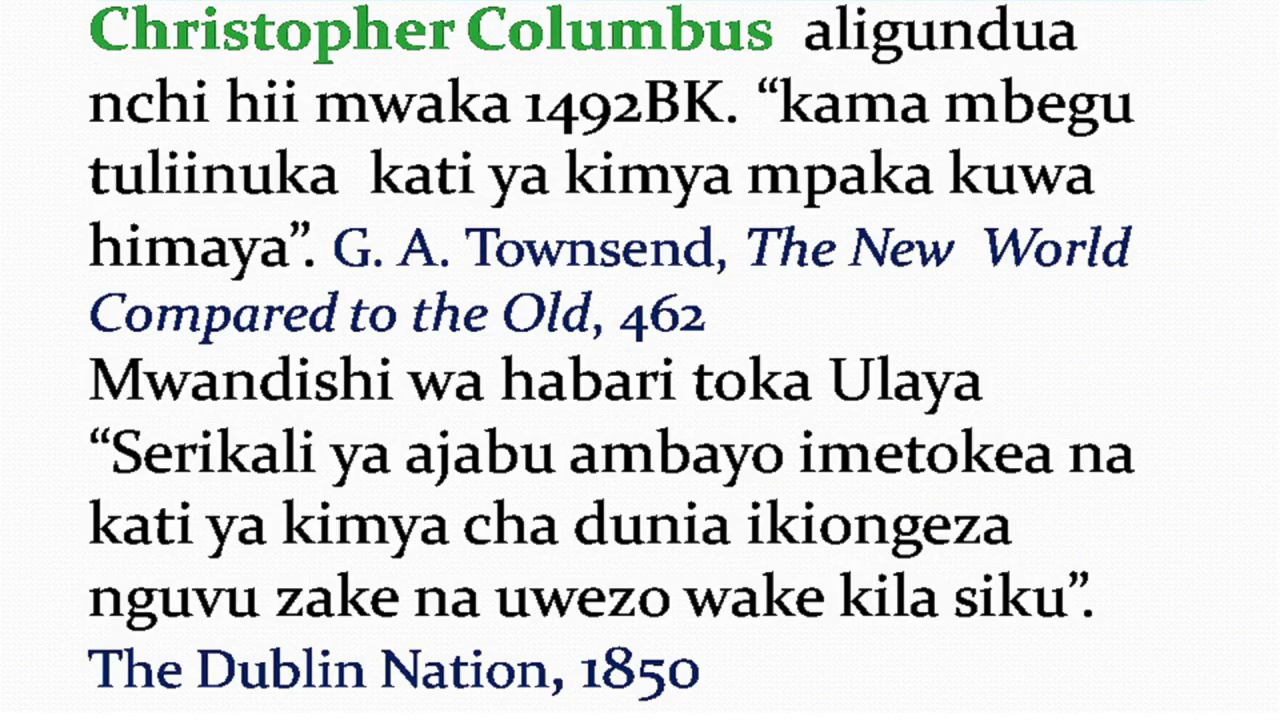 Christopher Columbus aligundua
nchi hii mwaka 1492BK. “kama mbegu
tuliinuka kati ya kimya mpaka kuwa
himaya”. G. A. Townsend, The New World
Compared to the Old, 462
Mwandishi wa habari toka Ulaya
“Serikali ya ajabu ambayo imetokea na
kati ya kimya cha dunia ikiongeza
nguvu zake na uwezo wake kila siku”.
The Dublin Nation, 1850